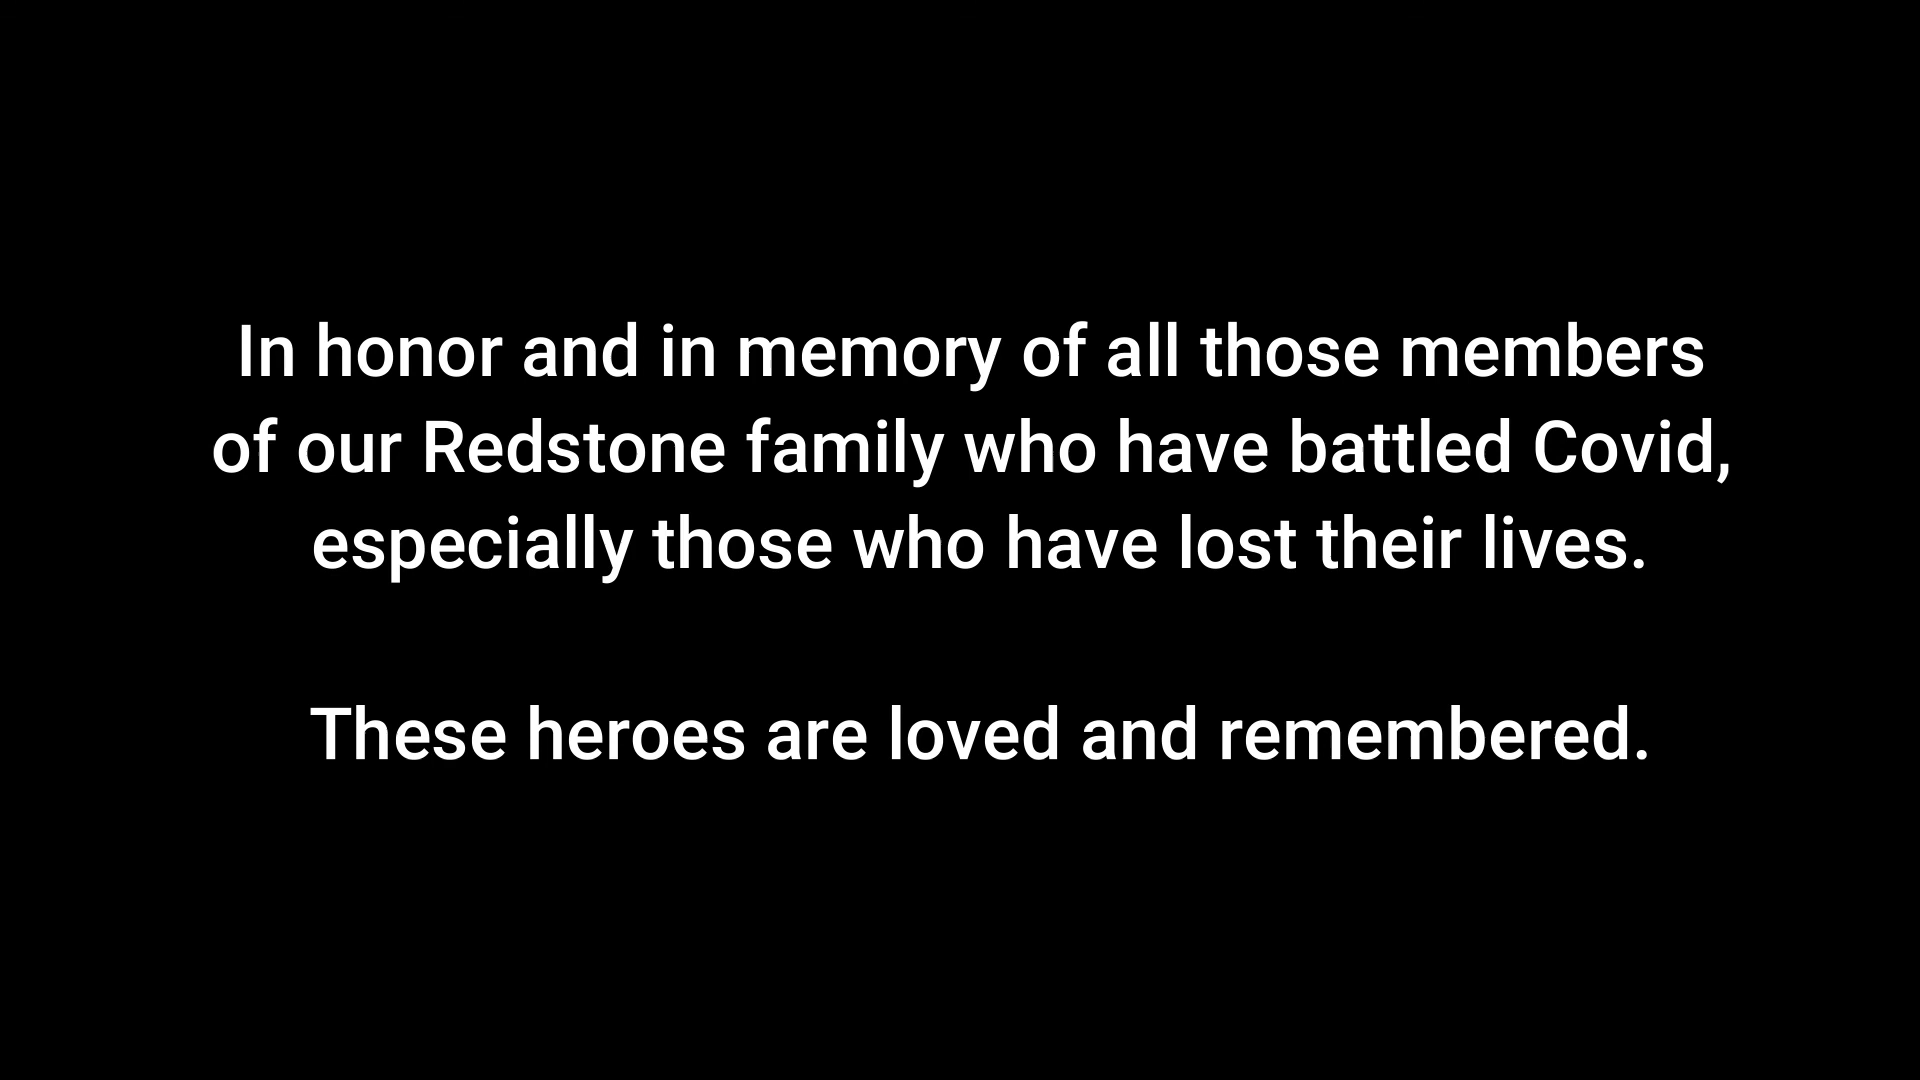 In honor and in memory of all those members
of our Redstone family who have battled Covid,
especially those who have lost their lives.
These heroes are loved and remembered.